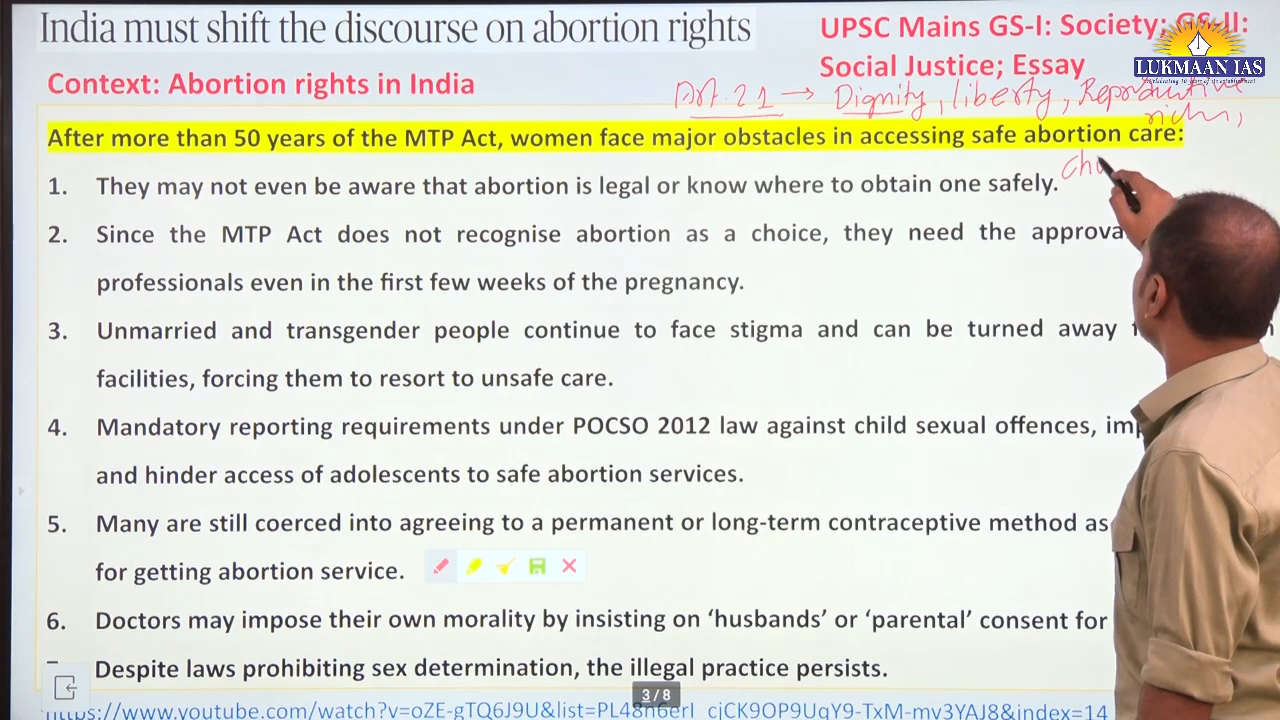 India must shift the discourse on abortion rights
UPSC Mains GS-I: Society; GS-II:
Social Justice; Essay
LUKMAAN IAS
Context: Abortion rights in India
Art. 21 → Dignity, liberty, Reproductive
After more than 50 years of the MTP Act, women face major obstacles in accessing safe abortion care:
1. They may not even be aware that abortion is legal or know where to obtain one safely.
2. Since the MTP Act does not recognise abortion as a choice, they need the
professionals even in the first few weeks of the pregnancy.
3. Unmarried and transgender people continue to face stigma and can be turned away
facilities, forcing them to resort to unsafe care.
4. Mandatory reporting requirements under POCSO 2012 law against child sexual offences,
and hinder access of adolescents to safe abortion services.
5. Many are still coerced into agreeing to a permanent or long-term contraceptive method as
for getting abortion service.
6. Doctors may impose their own morality by insisting on ‘husbands’ or ‘parental’ consent for
Despite laws prohibiting sex determination, the illegal practice persists.
3 / 8